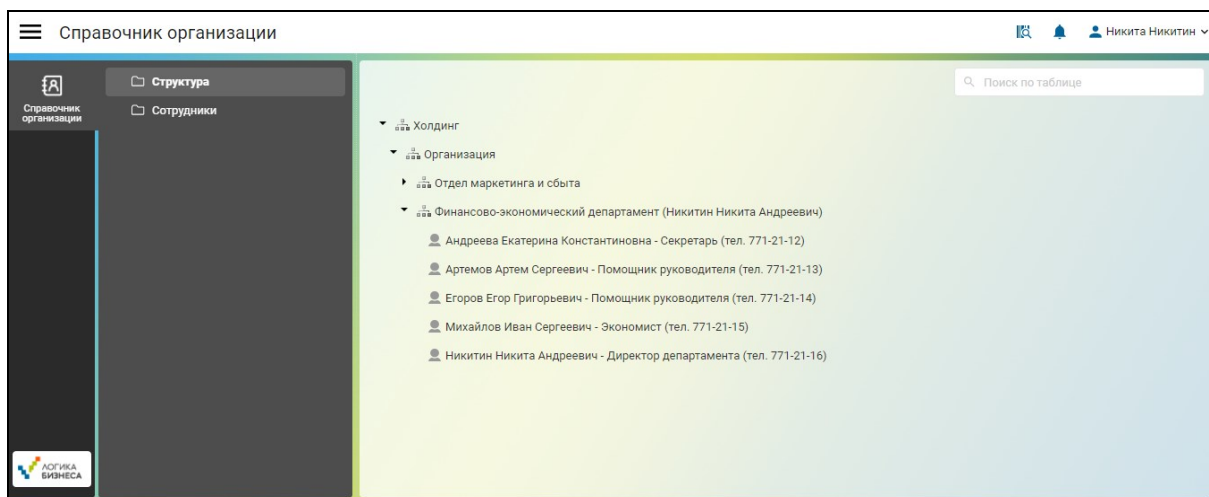 Справочник организации
Никита Никитин
Справочник
организации
Структура
Сотрудники
Поиск по таблице
Холдинг
Организация
Отдел маркетинга и сбыта
Финансово-экономический департамент (Никитин Никита Андреевич)
Андреева Екатерина Константиновна - Секретарь (тел. 771-21-12)
Артемов Артем Сергеевич - Помощник руководителя (тел. 771-21-13)
Егоров Егор Григорьевич - Помощник руководителя (тел. 771-21-14)
Михайлов Иван Сергеевич - Экономист (тел. 771-21-15)
Никитин Никита Андреевич - Директор департамента (тел. 771-21-16)
ЛОГИКА
БИЗНЕСА